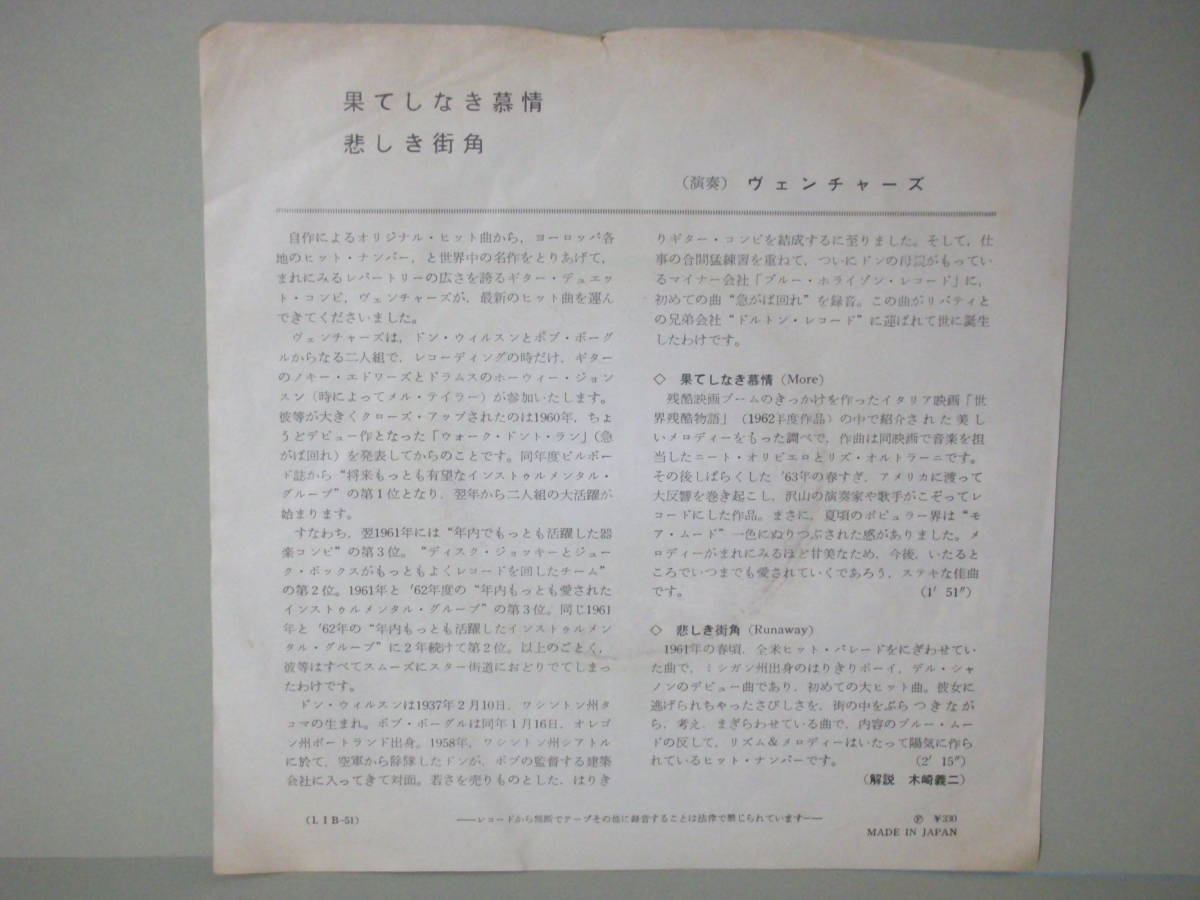 果てしなき慕情
悲しき街角
(演奏) ヴェンチャーズ
自作によるオリジナル・ヒット曲から，ヨーロッパ各
地のヒット・ナンバー，と世界中の名作をとりあげて，
まれにみるレパートリーの広さを誇るギター・デュエッ
ト・コンビ，ヴェンチャーズが，最新のヒット曲を運ん
できてくださいました。
ヴェンチャーズは，ドン・ウィルスンとボブ・ボーグ
ルからなる二人組で，レコーディングの時だけ，ギター
のノキー・エドワーズとドラムスのホーウィー・ジョン
スン（時によってメル・テイラー）が参加いたします。
彼等が大きくクローズ・アップされたのは1960年，ちょ
うどデビュー作となった「ウォーク・ドント・ラン」（急
がば回れ）を発表してからのことです。同年度ビルボー
ド誌から“将来もっとも有望なインストゥルメンタル・
グループ”の第1位となり，翌年から二人組の大活躍が
始まります。
すなわち，翌1961年には“年内でもっとも活躍した器
楽コンビ”の第3位。“ディスク・ジョッキーとジュー
ク・ボックスがもっともよくレコードを回したチーム”
の第2位。1961年と'62年度の“年内もっとも愛された
インストゥルメンタル・グループ”の第3位。同じ1961
年と'62年の“年内もっとも活躍したインストゥルメン
タル・グループ”に2年続けて第2位。以上のごとく，
彼等はすべてスムーズにスター街道におどりでてしまっ
たわけです。
ドン・ウィルスンは1937年2月10日，ワシントン州タ
コマの生まれ。ボブ・ボーグルは同年1月16日，オレゴ
ン州ポートランド出身。1958年，ワシントン州シアトル
に於て，空軍から除隊したドンが，ボブの監督する建築
会社に入ってきて対面。若さを売りものとした，はりき
りギター・コンビを結成するに至りました。そして，仕
事の合間猛練習を重ねて，ついにドンの母親がもってい
るマイナー会社「ブルー・ホライゾン・レコード」に，
初めての曲“急がば回れ”を録音。この曲がリバティと
の兄弟会社“ドルトン・レコード”に運ばれて世に誕生
したわけです。
◇ 果てしなき慕情 (More)
残酷映画ブームのきっかけを作ったイタリア映画「世
界残酷物語」（1962年度作品）の中で紹介された美し
いメロディーをもった調べで，作曲は同映画で音楽を担
当したニート・オリビエロとリズ・オルトラーニです。
その後しばらくした'63年の春すぎ，アメリカに渡って
大反響を巻き起こし，沢山の演奏家や歌手がこぞってレ
コードにした作品。まさに，夏頃のポピュラー界は“モ
ア・ムード”一色にぬりつぶされた感がありました。メ
ロディーがまれにみるほど甘美なため，今後，いたると
ころでいつまでも愛されていくであろう，ステキな佳曲
です。 (1′ 51″)
◇ 悲しき街角 (Runaway)
1961年の春頃，全米ヒット・パレードをにぎわせてい
た曲で，ミシガン州出身のはりきりボーイ，デル・シャ
ノンのデビュー曲であり，初めての大ヒット曲。彼女に
逃げられちゃったさびしさを，街の中をぶらつきなが
ら，考え，まぎらわせている曲で，内容のブルー・ムー
ドの反して，リズム&メロディーはいたって陽気に作ら
れているヒット・ナンバーです。 (2′ 15″)
(解説 木崎義二)
(LIB-51)
──レコードから無断でテープその他に録音することは法律で禁じられています──
Ⓟ ¥330
MADE IN JAPAN